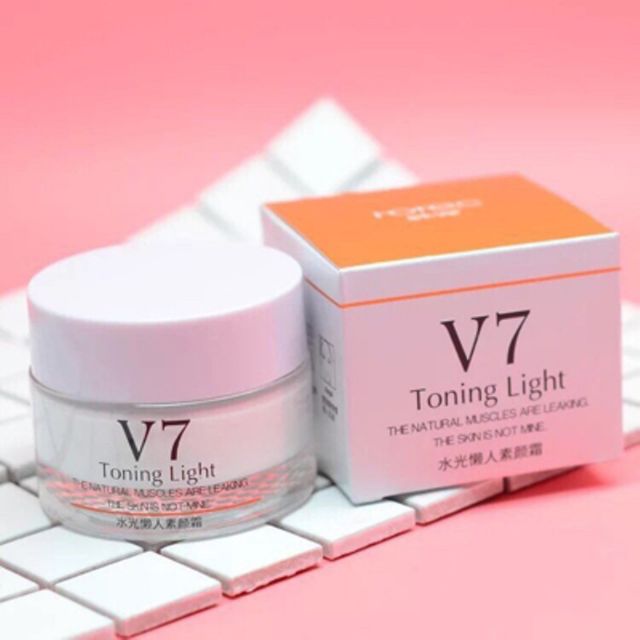 rorec
V7
Toning Light
THE NATURAL MUSCLES ARE LEAKING.
THE SKIN IS NOT MINE.
水光懒人素颜霜
V7
Toning Light
THE NATURAL MUSCLES ARE LEAKING.
THE SKIN IS NOT MINE.
水光懒人素颜霜